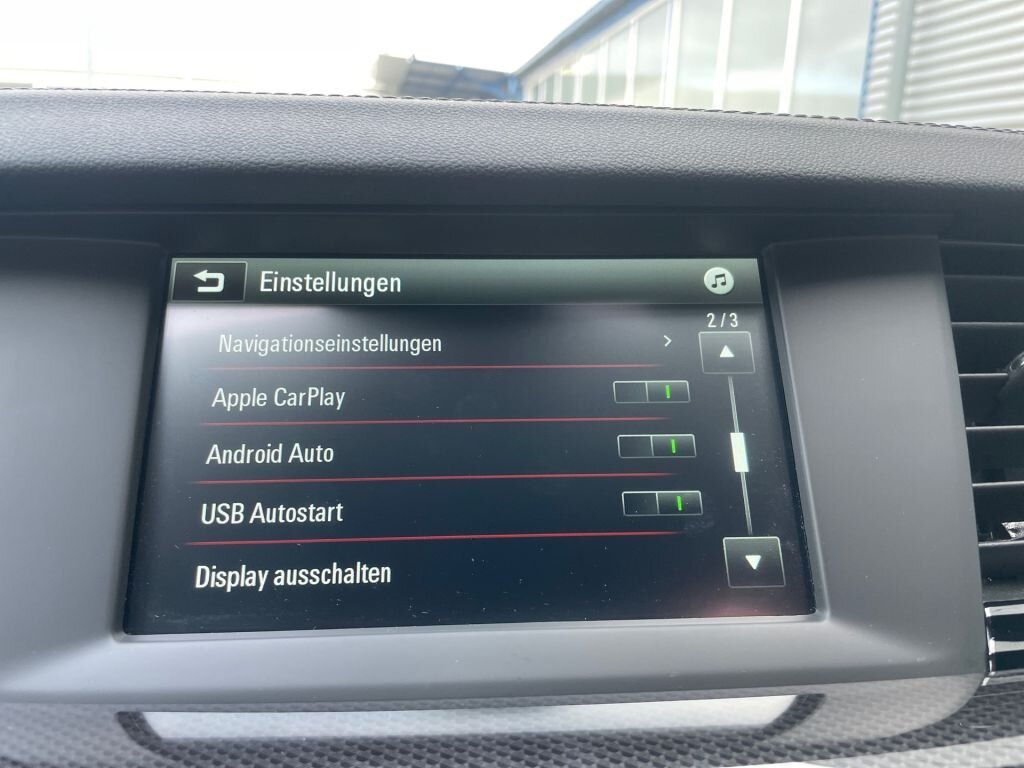 Einstellungen
2/3
Navigationseinstellungen
Apple CarPlay
Android Auto
USB Autostart
Display ausschalten